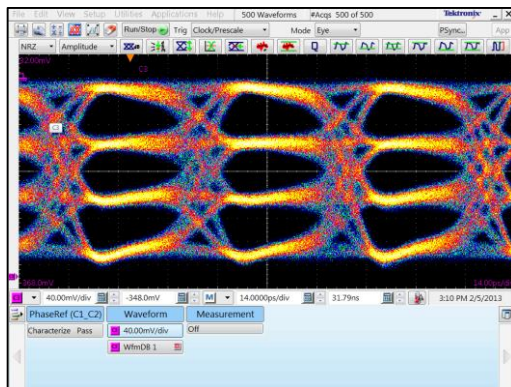 File Edit View Setup Utilities Applications Help 500 Waveforms #Acqs 500 of 500 Tektronix
Run/Stop Trig Clock/Prescale Mode Eye PSync.. App
NRZ Amplitude
C3
C3
40.00mV/div -348.0mV M 14.0000ps/div 31.79ns 3:10 PM 2/5/2013
PhaseRef (C1_C2) Waveform Measurement
Characterize Pass 40.00mV/div Off
WfmDB 1